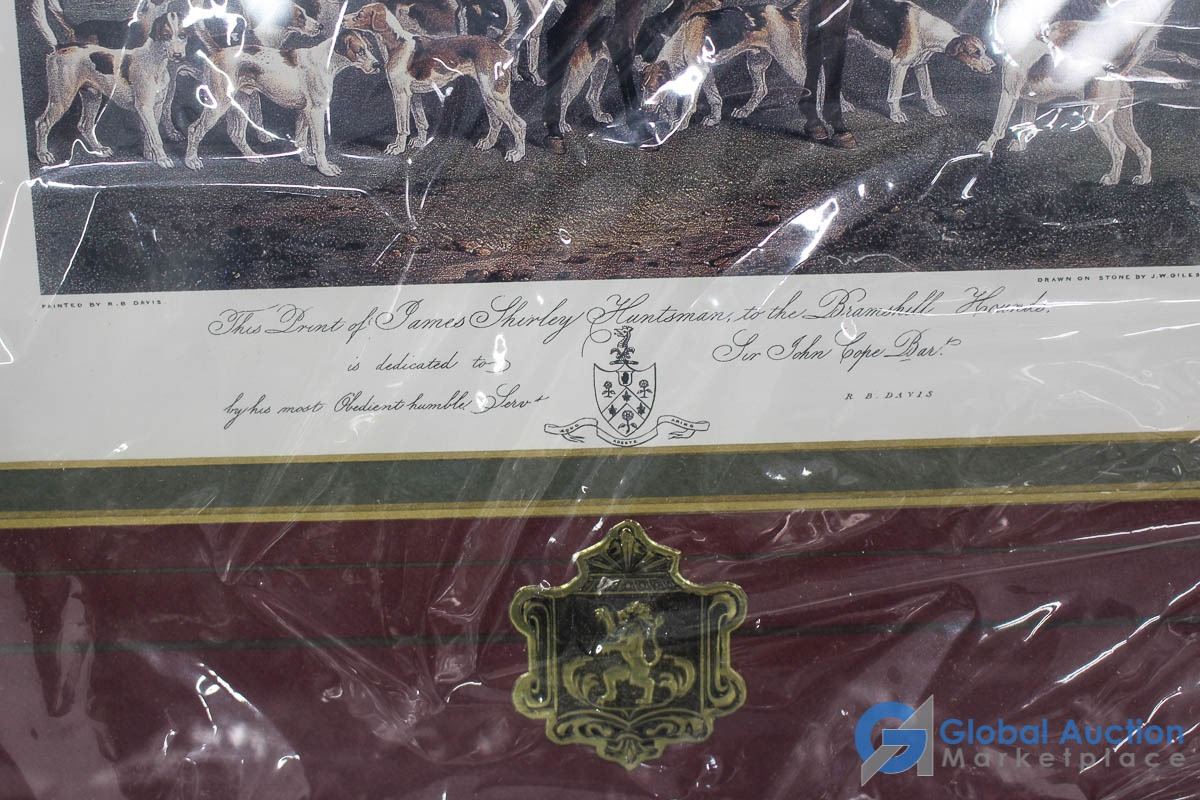 PAINTED BY R. B. DAVIS.
DRAWN ON STONE BY J. W. GILES
This Print of James Shirley Huntsman, to the Bramshill Hounds,
is dedicated to Sir John Cope Bar.t
by his most Obedient humble Serv.t R. B. DAVIS
ADESTE
Global Auction
Marketplace